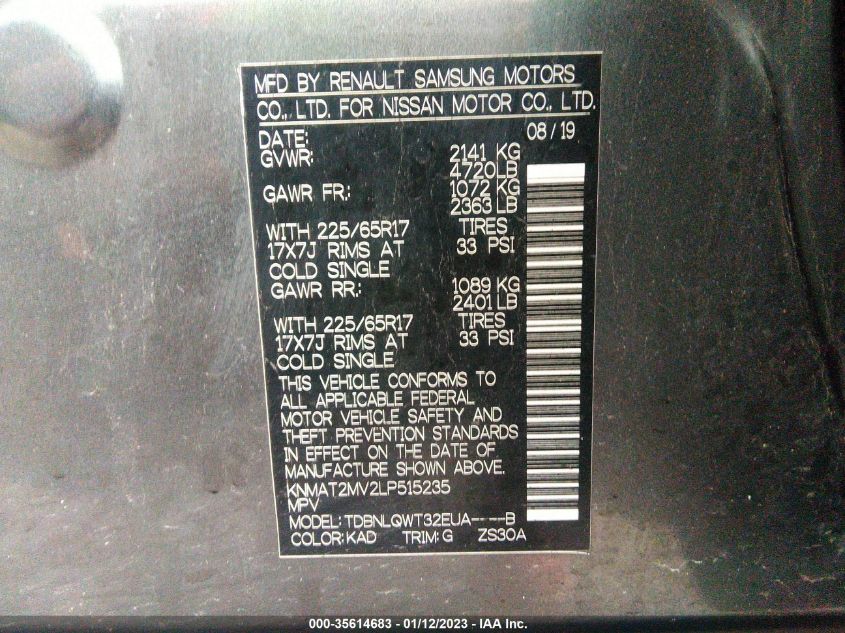 MFD BY RENAULT SAMSUNG MOTORS
CO., LTD. FOR NISSAN MOTOR CO., LTD.
DATE: 08/19
GVWR: 2141 KG
4720LB
GAWR FR: 1072 KG
2363 LB
WITH 225/65R17 TIRES
17X7J RIMS AT 33 PSI
COLD SINGLE
GAWR RR: 1089 KG
2401 LB
WITH 225/65R17 TIRES
17X7J RIMS AT 33 PSI
COLD SINGLE
THIS VEHICLE CONFORMS TO
ALL APPLICABLE FEDERAL
MOTOR VEHICLE SAFETY AND
THEFT PREVENTION STANDARDS
IN EFFECT ON THE DATE OF
MANUFACTURE SHOWN ABOVE.
KNMAT2MV2LP515235
MPV
MODEL: TDBNLQWT32EUA----B
COLOR: KAD TRIM: G ZS30A
000-35614683 - 01/12/2023 - IAA Inc.